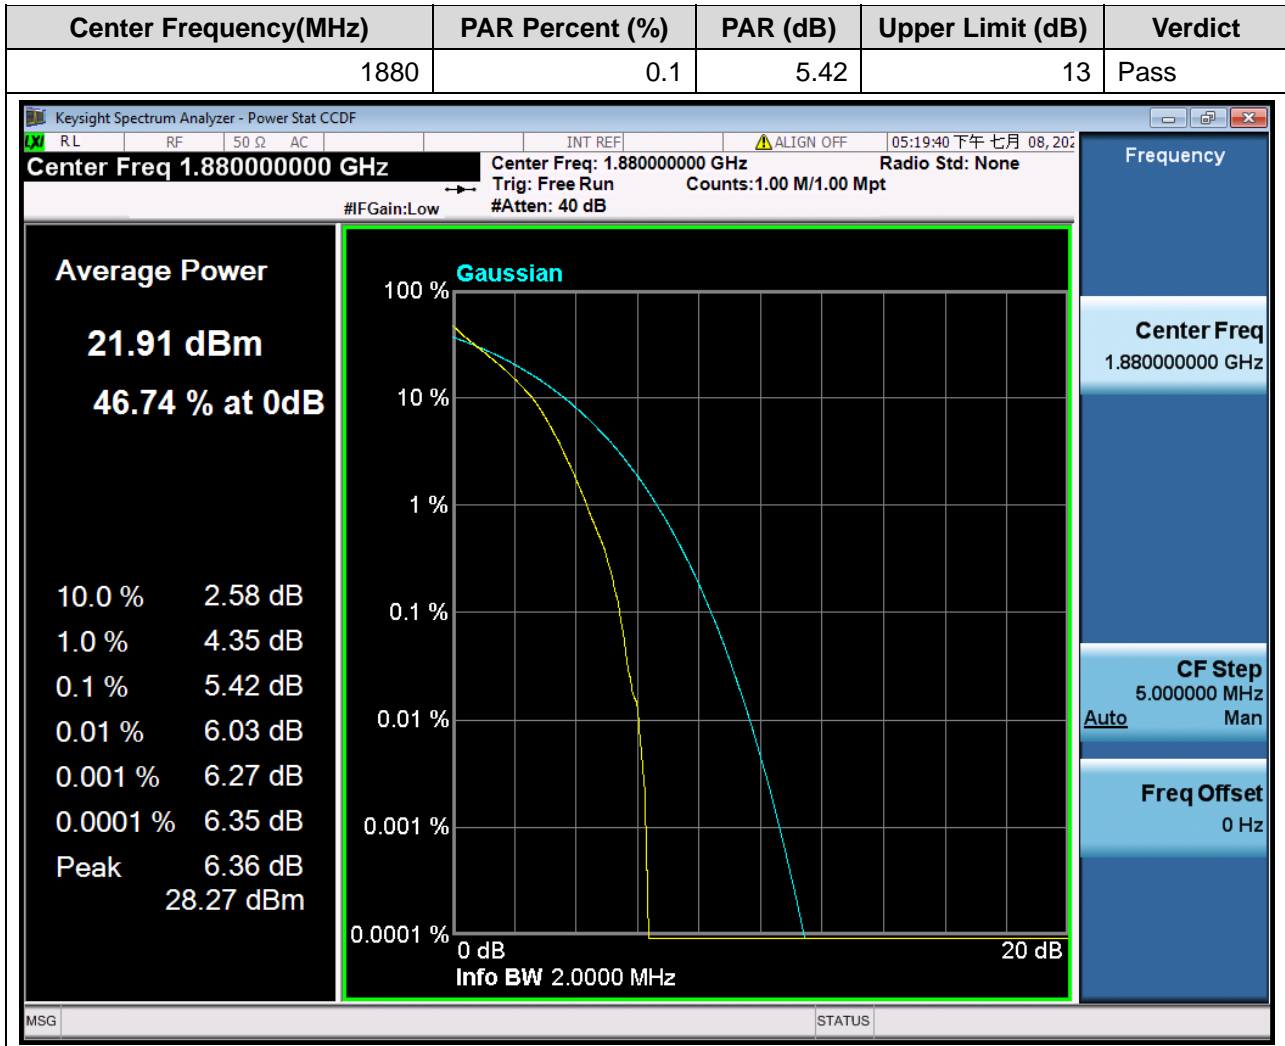 Center Frequency(MHz) PAR Percent (%) PAR (dB) Upper Limit (dB) Verdict
1880 0.1 5.42 13 Pass
Keysight Spectrum Analyzer - Power Stat CCDF
LXI RL RF 50 Ω AC INT REF ALIGN OFF 05:19:40 下午 七月 08, 202
Center Freq 1.880000000 GHz
Center Freq: 1.880000000 GHz Radio Std: None
Trig: Free Run Counts:1.00 M/1.00 Mpt
#IFGain:Low #Atten: 40 dB
Average Power
21.91 dBm
46.74 % at 0dB
10.0 % 2.58 dB
1.0 % 4.35 dB
0.1 % 5.42 dB
0.01 % 6.03 dB
0.001 % 6.27 dB
0.0001 % 6.35 dB
Peak 6.36 dB
28.27 dBm
Gaussian
100 %
10 %
1 %
0.1 %
0.01 %
0.001 %
0.0001 %
0 dB 20 dB
Info BW 2.0000 MHz
Frequency
Center Freq
1.880000000 GHz
CF Step
5.000000 MHz
Auto Man
Freq Offset
0 Hz
MSG STATUS